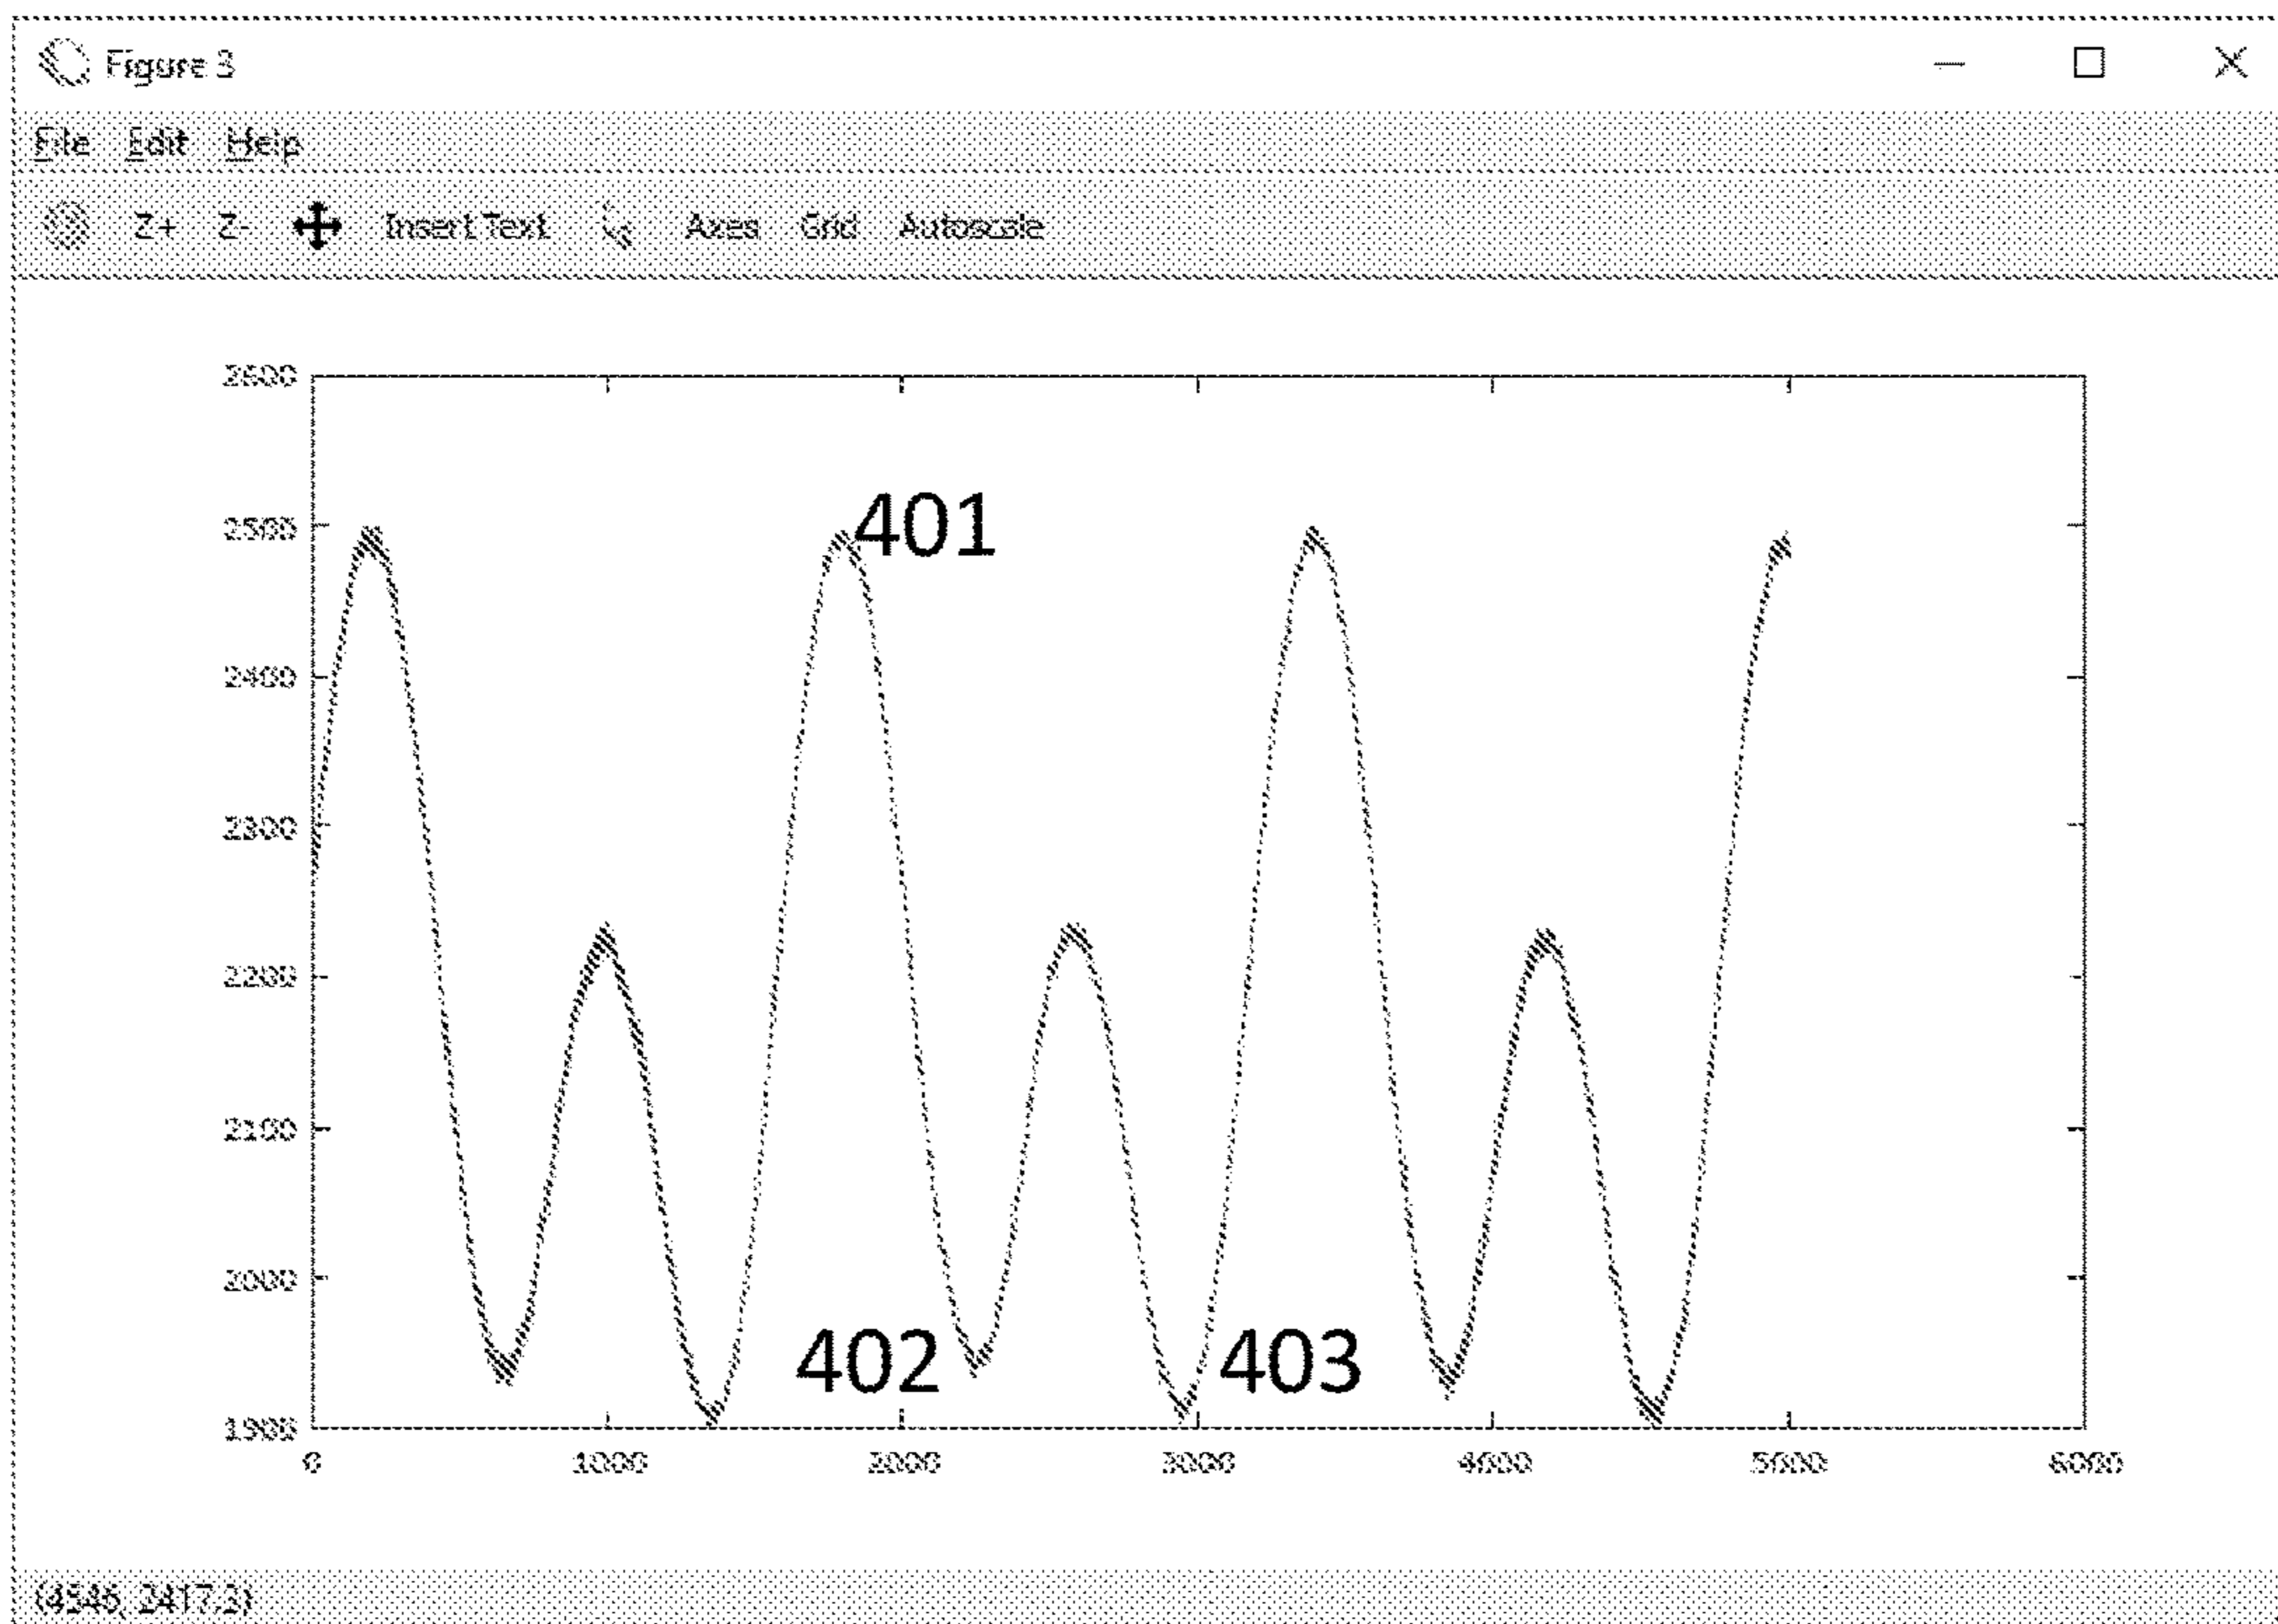 Figure 3
File Edit Help
Z+ Z- Insert Text Axes Grid Autoscale
2600
2500
401
2400
2300
2200
2100
2000
402 403
1900
0 1000 2000 3000 4000 5000 6000
(4546, 2417.3)